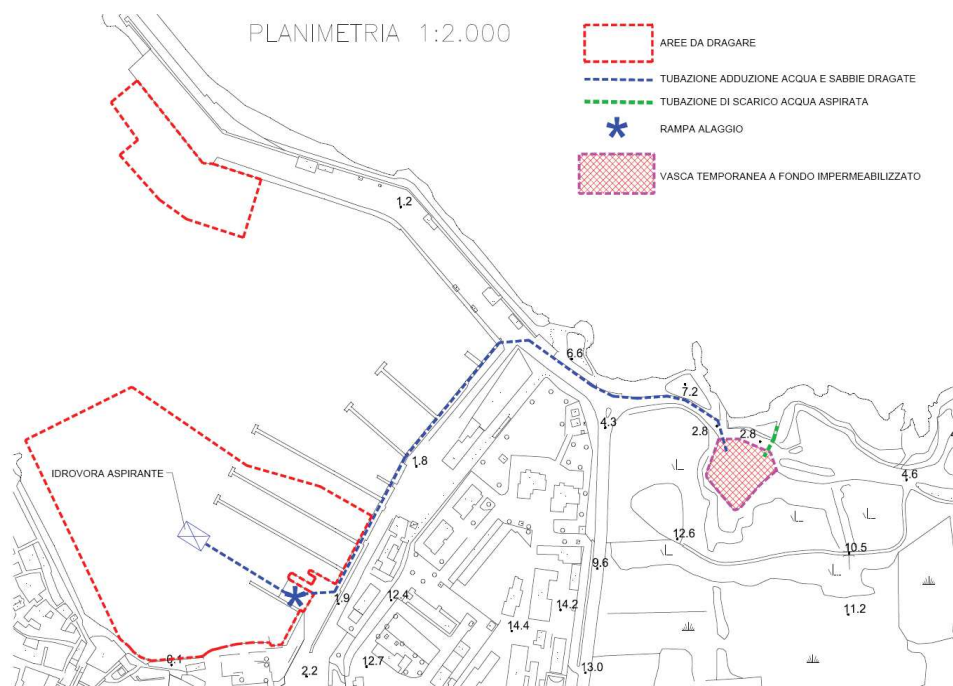 PLANIMETRIA 1:2.000
AREE DA DRAGARE
TUBAZIONE ADDUZIONE ACQUA E SABBIE DRAGATE
TUBAZIONE DI SCARICO ACQUA ASPIRATA
RAMPA ALAGGIO
VASCA TEMPORANEA A FONDO IMPERMEABILIZZATO
1.2
6.6
7.2
4.3
2.8
2.8
1.8
IDROVORA ASPIRANTE
4.6
12.6
10.5
9.6
12.4
1.9
14.2
11.2
14.4
0.1
12.7
2.2
13.0